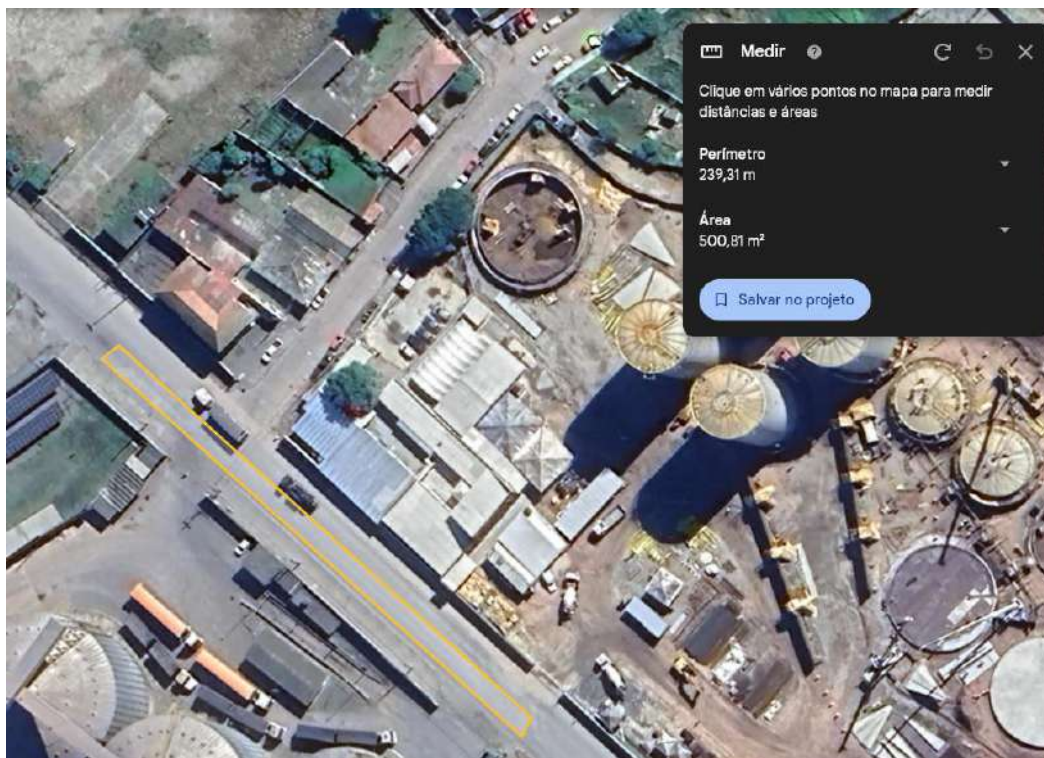 Medir
Clique em vários pontos no mapa para medir
distâncias e áreas
Perímetro
239,31 m
Área
500,81 m²
Salvar no projeto